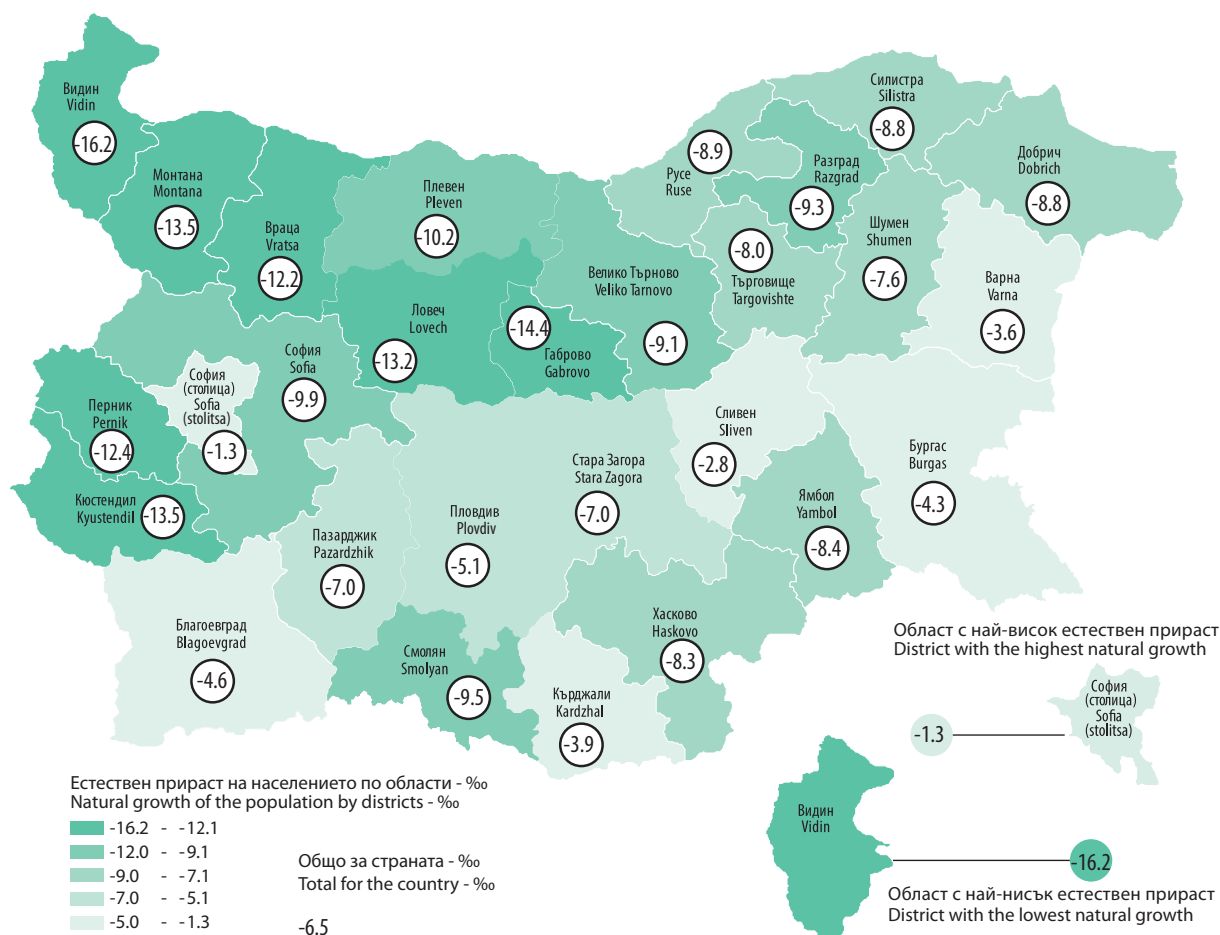 Видин
Vidin
-16.2
Монтана
Montana
-13.5
Враца
Vratsa
-12.2
Плевен
Pleven
-10.2
Ловеч
Lovech
-13.2
-14.4
Габрово
Gabrovo
Велико Търново
Veliko Tarnovo
-9.1
Русе
Ruse
-8.9
Разград
Razgrad
-9.3
Силистра
Silistra
-8.8
Добрич
Dobrich
-8.8
-8.0
Търговище
Targovishte
Шумен
Shumen
-7.6
Варна
Varna
-3.6
София
Sofia
-9.9
София
(столица)
Sofia
(stolitsa)
-1.3
Перник
Pernik
-12.4
Кюстендил
Kyustendil
-13.5
Пазарджик
Pazardzhik
-7.0
Пловдив
Plovdiv
-5.1
Стара Загора
Stara Zagora
-7.0
Сливен
Sliven
-2.8
Ямбол
Yambol
-8.4
Бургас
Burgas
-4.3
Благоевград
Blagoevgrad
-4.6
Смолян
Smolyan
-9.5
Кърджали
Kardzhal
-3.9
Хасково
Haskovo
-8.3
Област с най-висок естествен прираст
District with the highest natural growth
София
(столица)
Sofia
(stolitsa)
-1.3
Видин
Vidin
-16.2
Област с най-нисък естествен прираст
District with the lowest natural growth
Естествен прираст на населението по области - ‰
Natural growth of the population by districts - ‰
-16.2 - -12.1
-12.0 - -9.1
-9.0 - -7.1
-7.0 - -5.1
-5.0 - -1.3
Общо за страната - ‰
Total for the country - ‰
-6.5